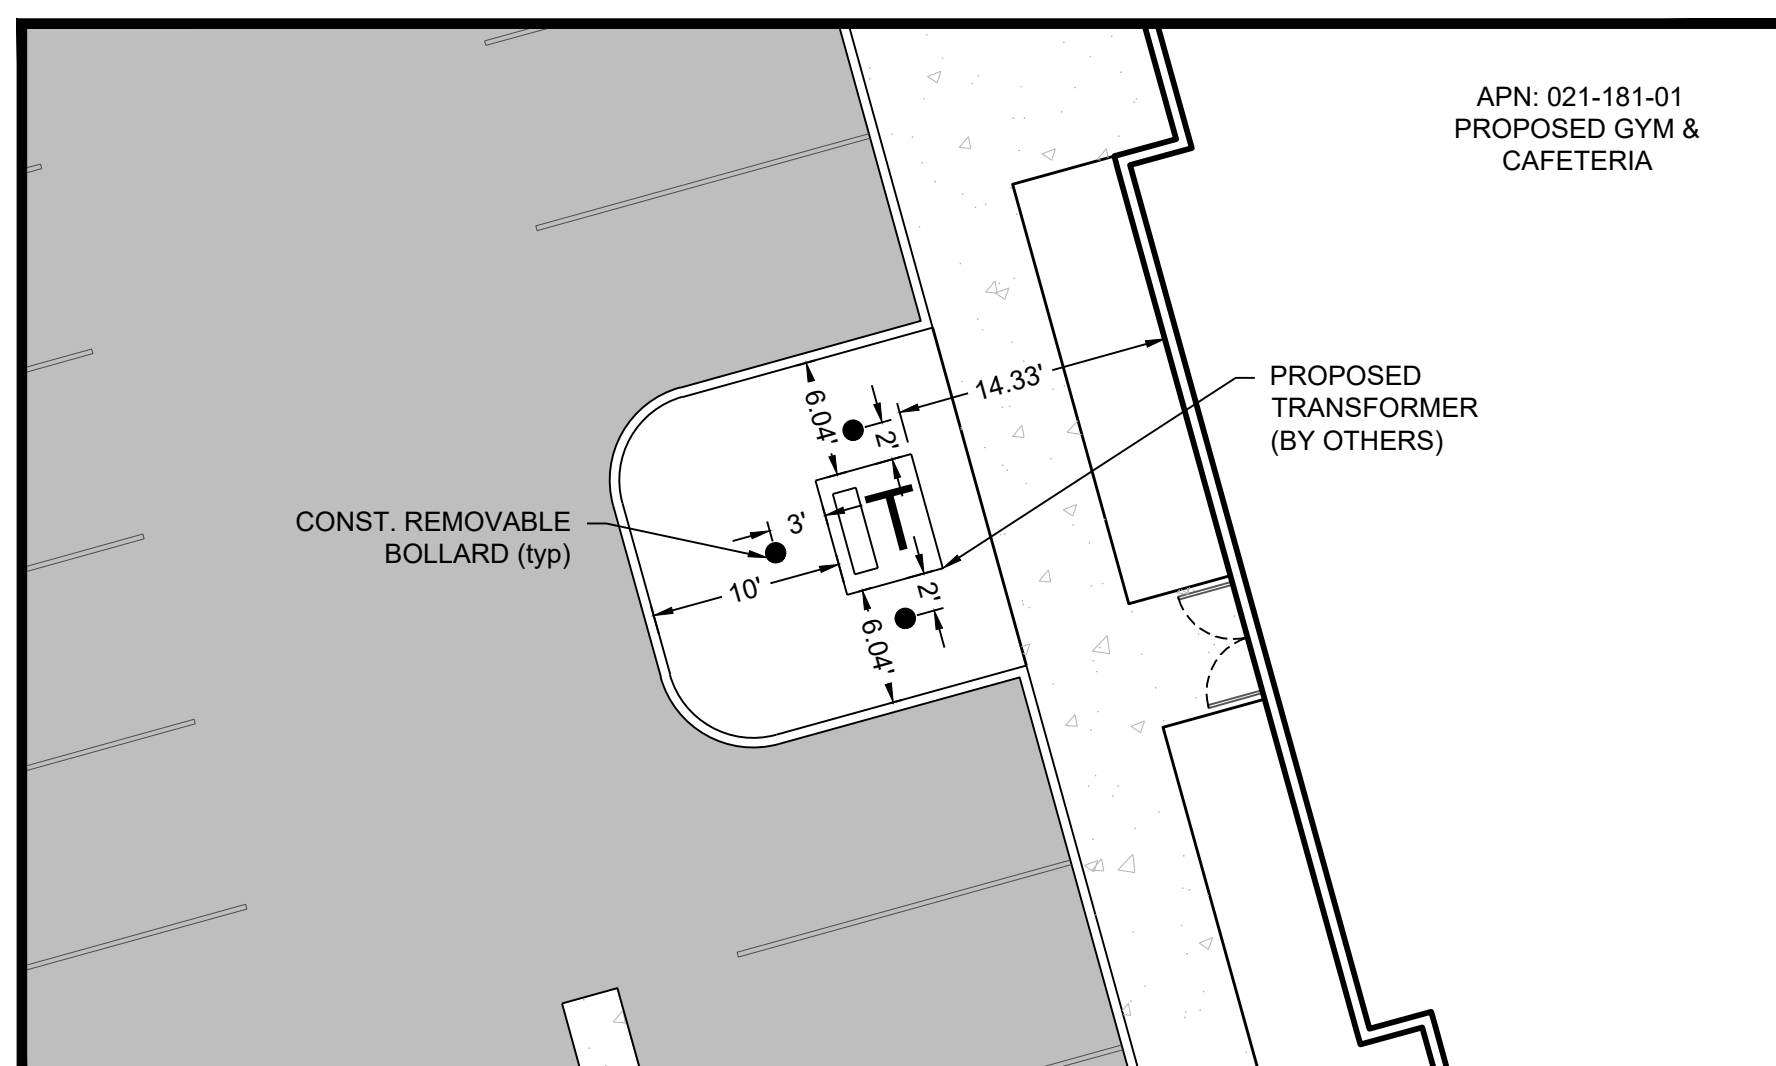 APN: 021-181-01
PROPOSED GYM &
CAFETERIA
14.33'
PROPOSED
TRANSFORMER
(BY OTHERS)
6.04'
2'
T
3'
CONST. REMOVABLE
BOLLARD (typ)
10'
2'
6.04'